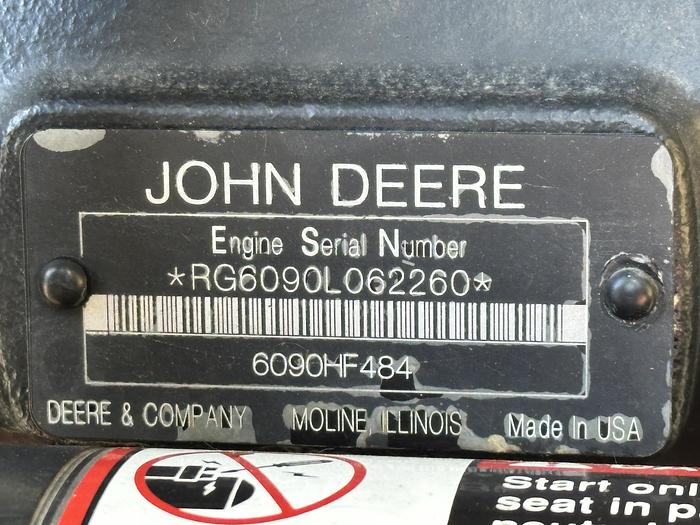 JOHN DEERE
Engine Serial Number
*RG6090L062260*
6090HF484
DEERE & COMPANY MOLINE, ILLINOIS Made In USA
Start onl
seat in p